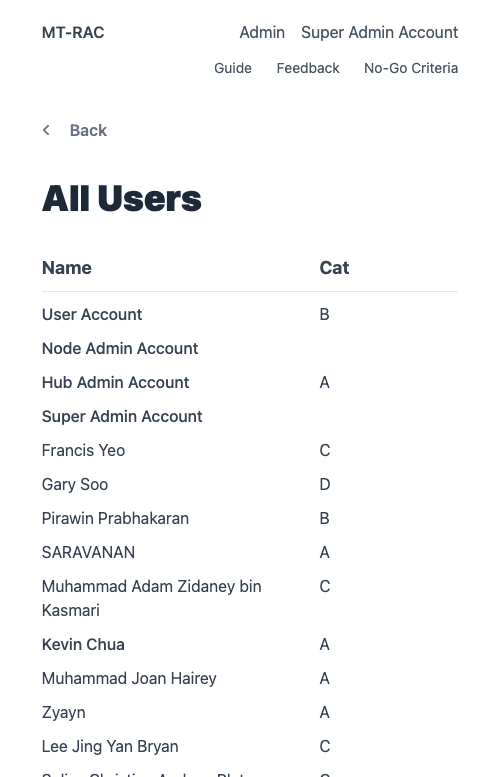 MT-RAC Admin Super Admin Account
Guide Feedback No-Go Criteria
Back
All Users
Name Cat
User Account B
Node Admin Account
Hub Admin Account A
Super Admin Account
Francis Yeo C
Gary Soo D
Pirawin Prabhakaran B
SARAVANAN A
Muhammad Adam Zidaney bin C
Kasmari
Kevin Chua A
Muhammad Joan Hairey A
Zyayn A
Lee Jing Yan Bryan C